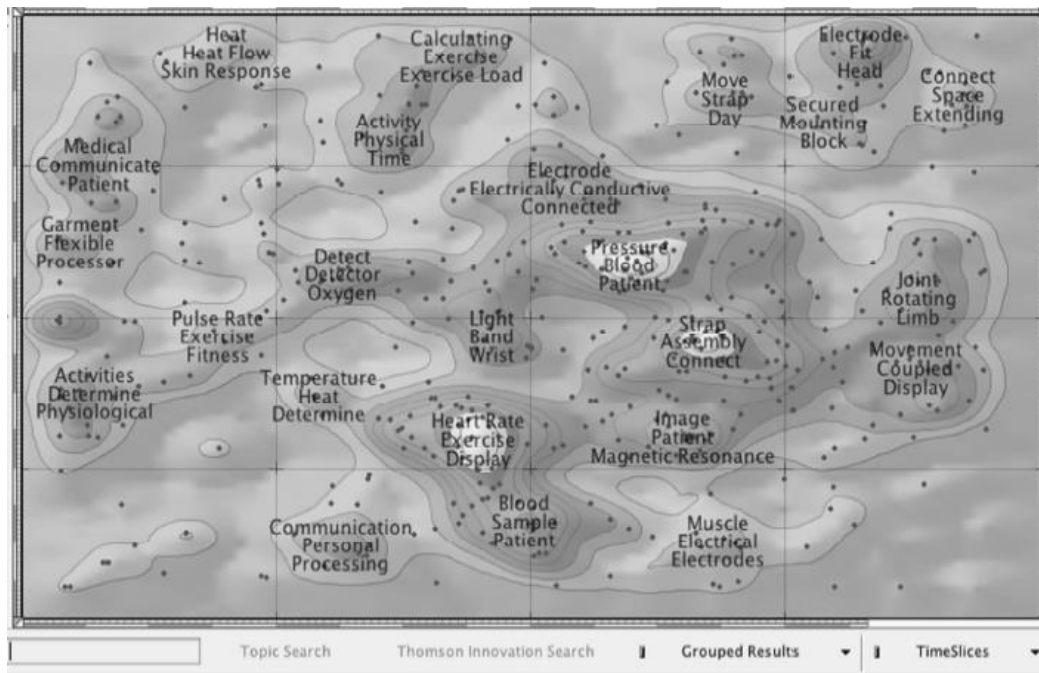 Heat
Heat Flow
Skin Response
Calculating
Exercise
Exercise Load
Move
Strap
Day
Electrode
Fit
Head
Connect
Space
Extending
Secured
Mounting
Block
Activity
Physical
Time
Medical
Communicate
Patient
Electrode
Electrically Conductive
Connected
Garment
Flexible
Processor
Detect
Detector
Oxygen
Pressure
Blood
Patient
Joint
Rotating
Limb
Pulse Rate
Exercise
Fitness
Light
Band
Wrist
Strap
Assembly
Connect
Movement
Coupled
Display
Activities
Determine
Physiological
Temperature
Heat
Determine
Heart Rate
Exercise
Display
Image
Patient
Magnetic Resonance
Blood
Sample
Patient
Communication
Personal
Processing
Muscle
Electrical
Electrodes
Topic Search
Thomson Innovation Search
Grouped Results
TimeSlices